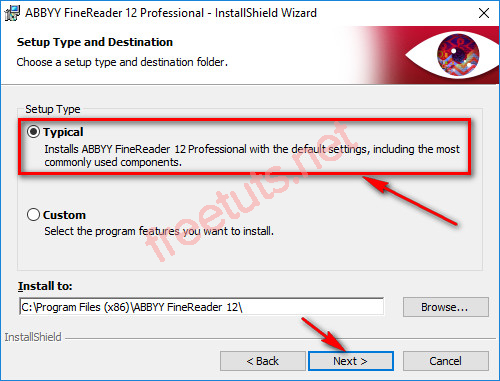 ABBYY FineReader 12 Professional - InstallShield Wizard
Setup Type and Destination
Choose a setup type and destination folder.
Setup Type
Typical
Installs ABBYY FineReader 12 Professional with the default settings, including the most
commonly used components.
Custom
Select the program features you want to install.
freetuts.net
Install to:
C:\Program Files (x86)\ABBYY FineReader 12\
Browse...
InstallShield
< Back
Next >
Cancel